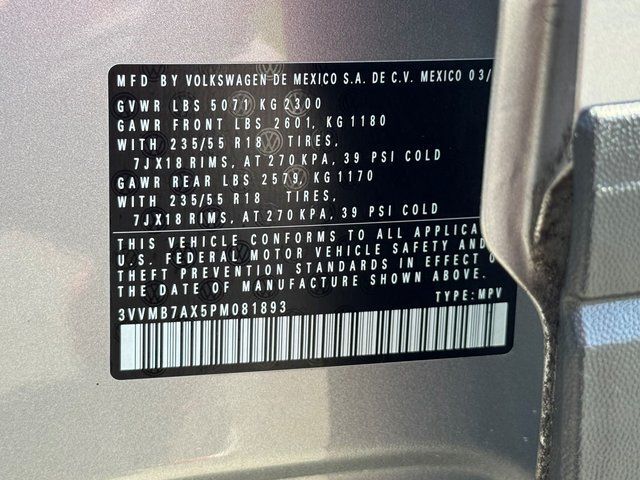 MFD BY VOLKSWAGEN DE MEXICO S.A. DE C.V. MEXICO 03/
GVWR LBS 5071 KG 2300
GAWR FRONT LBS 2601, KG 1180
WITH 235/55 R18 TIRES,
7JX18 RIMS, AT 270 KPA, 39 PSI COLD
GAWR REAR LBS 2579, KG 1170
WITH 235/55 R18 TIRES,
7JX18 RIMS, AT 270 KPA, 39 PSI COLD
THIS VEHICLE CONFORMS TO ALL APPLICA
U.S. FEDERAL MOTOR VEHICLE SAFETY AND
THEFT PREVENTION STANDARDS IN EFFECT O
THE DATE OF MANUFACTURE SHOWN ABOVE.
3VVMB7AX5PM081893 TYPE: MPV